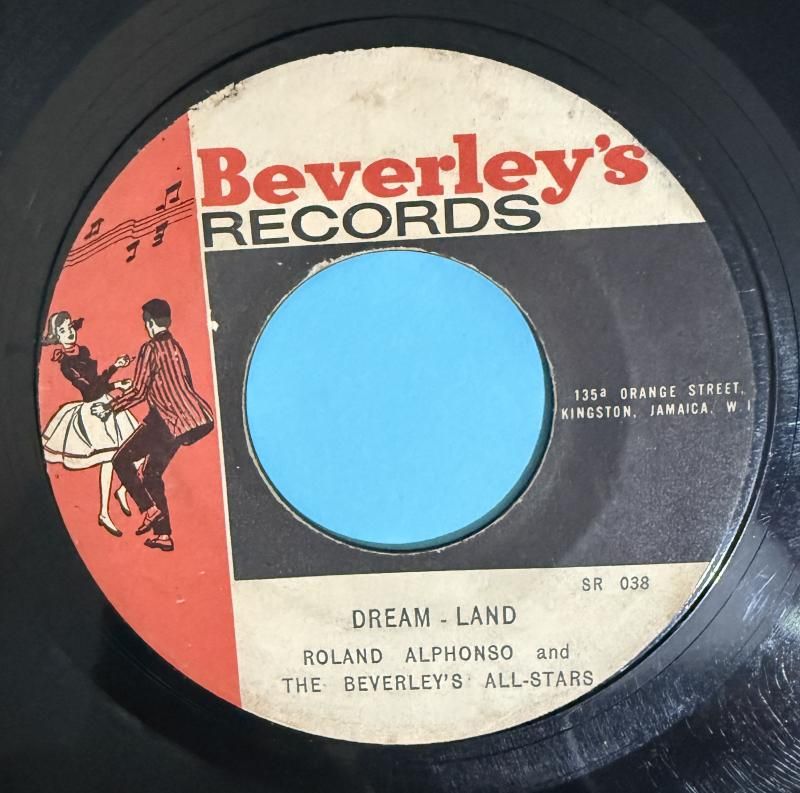 Beverley's
RECORDS
135a ORANGE STREET,
KINGSTON, JAMAICA, W.I
SR 038
DREAM - LAND
ROLAND ALPHONSO and
THE BEVERLEY'S ALL-STARS